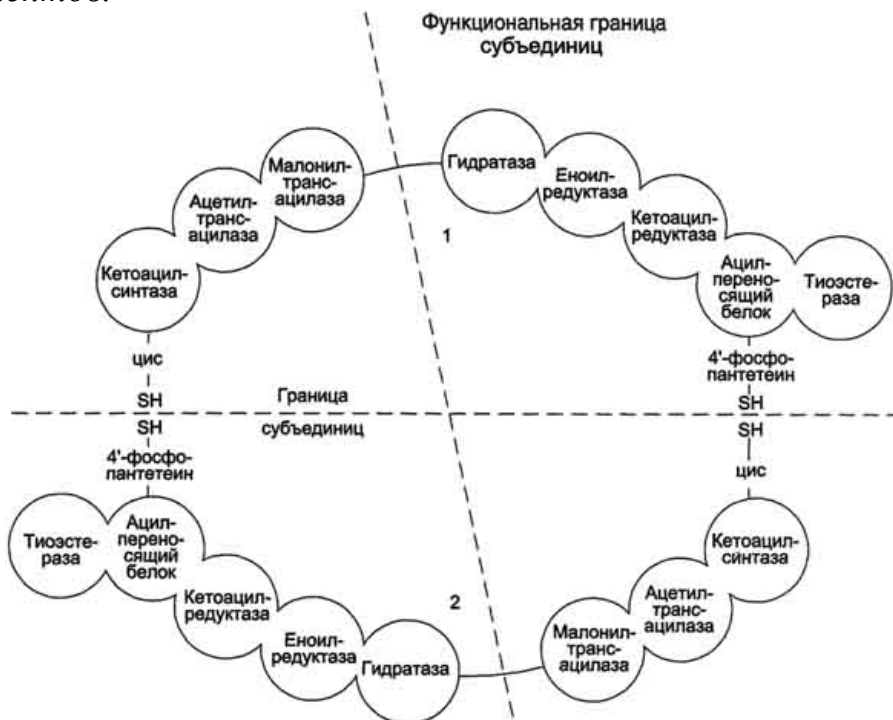 Функциональная граница
субъединиц
Малонил-
транс-
ацилаза
Ацетил-
транс-
ацилаза
Кетоацил-
синтаза
Гидратаза
Еноил-
редуктаза
Кетоацил-
редуктаза
Ацил-
перено-
сящий
белок
Тиоэсте-
раза
1
цис
SH
4'-фосфо-
пантетеин
SH
Граница
субъединиц
SH
4'-фосфо-
пантетеин
SH
цис
Тиоэсте-
раза
Ацил-
перено-
сящий
белок
Кетоацил-
редуктаза
Еноил-
редуктаза
Гидратаза
2
Кетоацил-
синтаза
Ацетил-
транс-
ацилаза
Малонил-
транс-
ацилаза